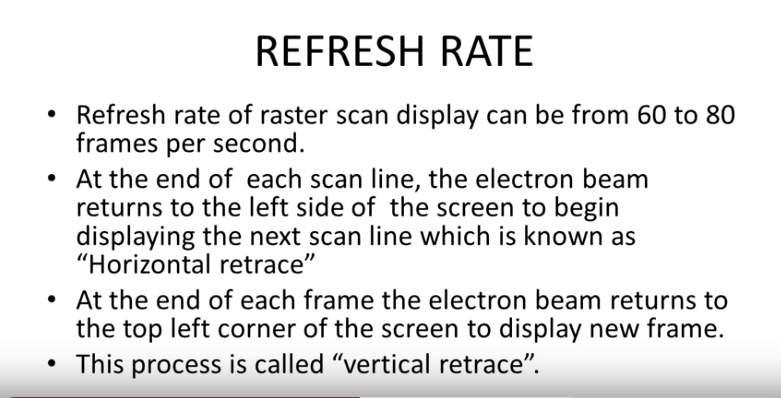 REFRESH RATE
• Refresh rate of raster scan display can be from 60 to 80
frames per second.
• At the end of  each scan line, the electron beam
returns to the left side of  the screen to begin
displaying the next scan line which is known as
“Horizontal retrace”
• At the end of each frame the electron beam returns to
the top left corner of the screen to display new frame.
• This process is called “vertical retrace”.